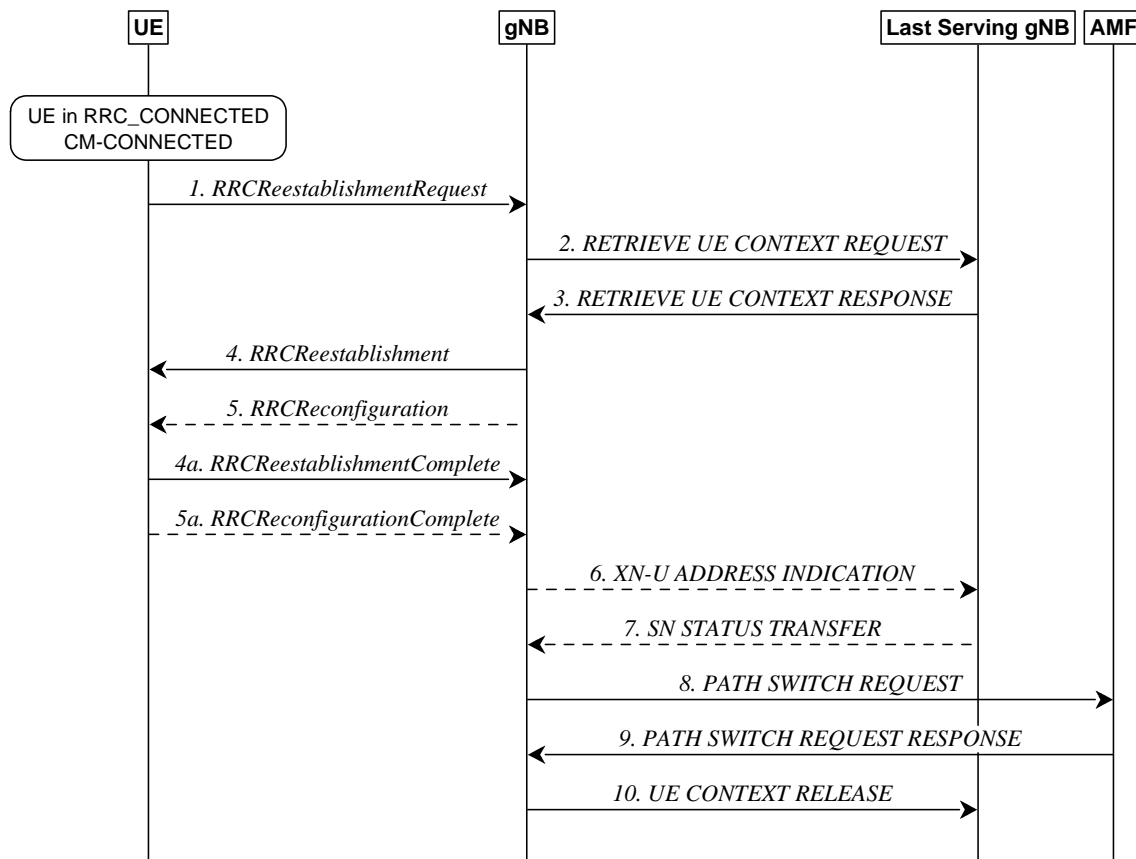 UE
gNB
Last Serving gNB
AMF
UE in RRC_CONNECTED
CM-CONNECTED
1. RRCReestablishmentRequest
2. RETRIEVE UE CONTEXT REQUEST
3. RETRIEVE UE CONTEXT RESPONSE
4. RRCReestablishment
5. RRCReconfiguration
4a. RRCReestablishmentComplete
5a. RRCReconfigurationComplete
6. XN-U ADDRESS INDICATION
7. SN STATUS TRANSFER
8. PATH SWITCH REQUEST
9. PATH SWITCH REQUEST RESPONSE
10. UE CONTEXT RELEASE